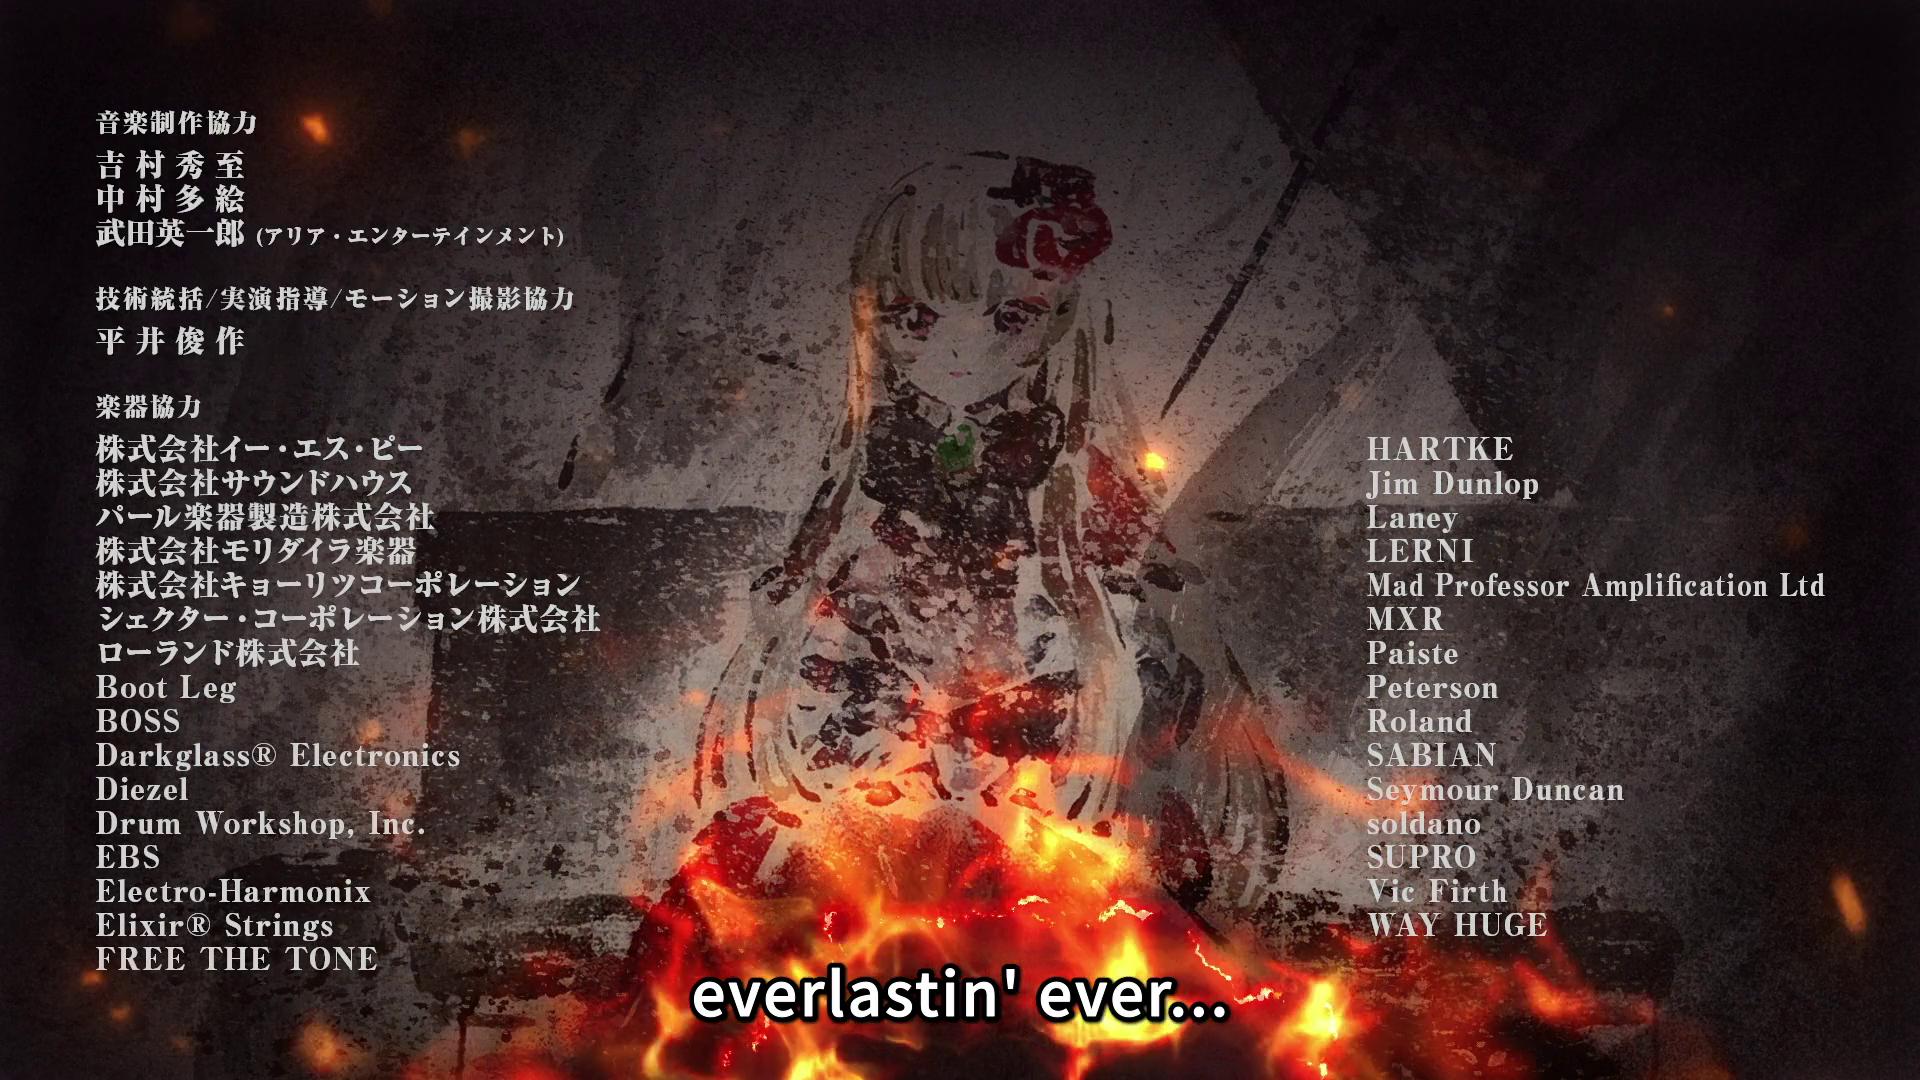 音楽制作協力
吉村秀至
中村多絵
武田英一郎 (アリア・エンターテインメント)
技術統括/実演指導/モーション撮影協力
平井俊作
楽器協力
株式会社イー・エス・ピー
株式会社サウンドハウス
パール楽器製造株式会社
株式会社モリダイラ楽器
株式会社キョーリツコーポレーション
シェクター・コーポレーション株式会社
ローランド株式会社
Boot Leg
BOSS
Darkglass® Electronics
Diezel
Drum Workshop, Inc.
EBS
Electro-Harmonix
Elixir® Strings
FREE THE TONE
HARTKE
Jim Dunlop
Laney
LERNI
Mad Professor Amplification Ltd
MXR
Paiste
Peterson
Roland
SABIAN
Seymour Duncan
soldano
SUPRO
Vic Firth
WAY HUGE
everlastin' ever...